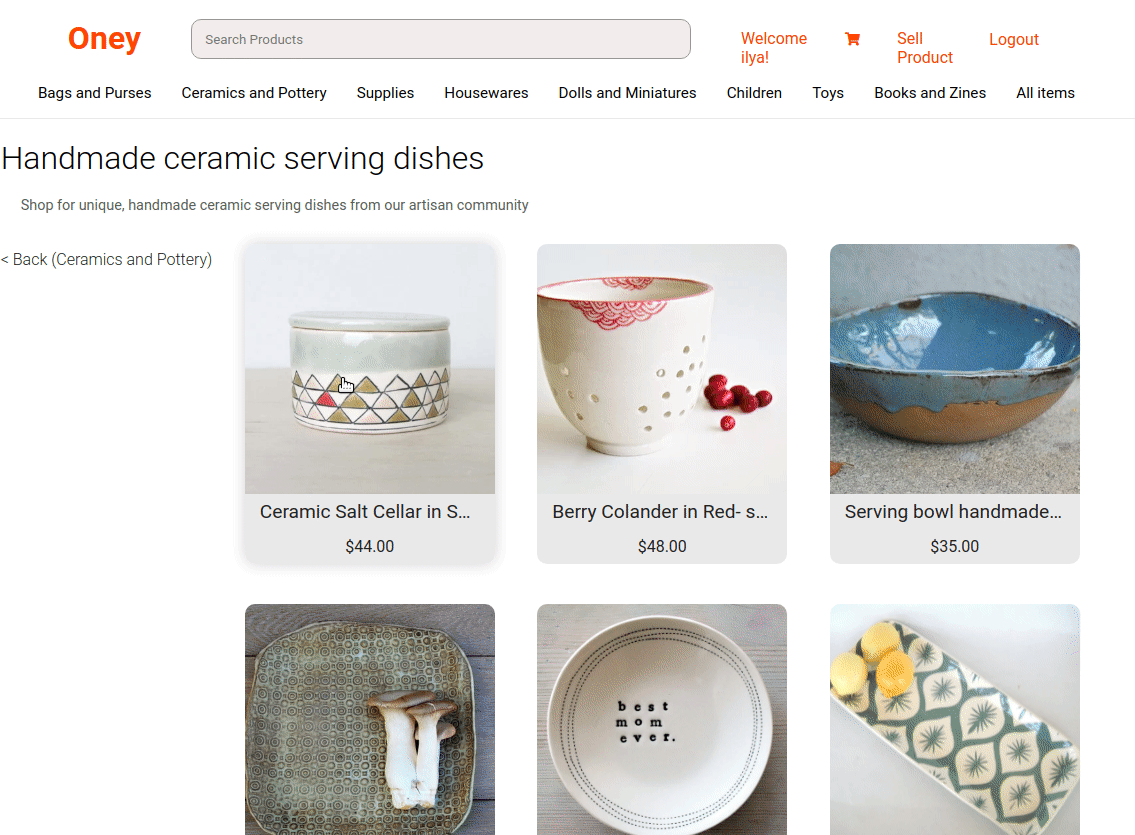 Oney
Search Products
Welcome ilya!
Sell Product
Logout
Bags and Purses
Ceramics and Pottery
Supplies
Housewares
Dolls and Miniatures
Children
Toys
Books and Zines
All items
Handmade ceramic serving dishes
Shop for unique, handmade ceramic serving dishes from our artisan community
< Back (Ceramics and Pottery)
Ceramic Salt Cellar in S...
$44.00
Berry Colander in Red- s...
$48.00
Serving bowl handmade...
$35.00
best
mom
ever.